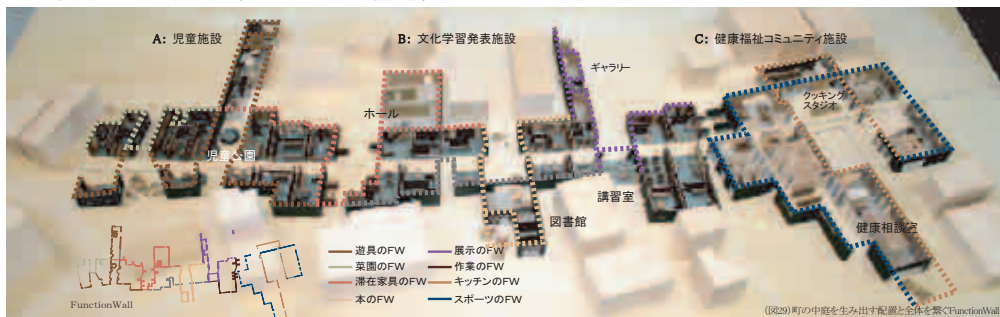 A: 児童施設
B: 文化学習発表施設
C: 健康福祉コミュニティ施設
ギャラリー
ホール
クッキング
スタジオ
児童公園
講習室
図書館
健康相談室
遊具のFW
菜園のFW
滞在家具のFW
本のFW
展示のFW
作業のFW
キッチンのFW
スポーツのFW
FunctionWall
(図29)町の中庭を生み出す配置と全体を繋ぐFunctionWall